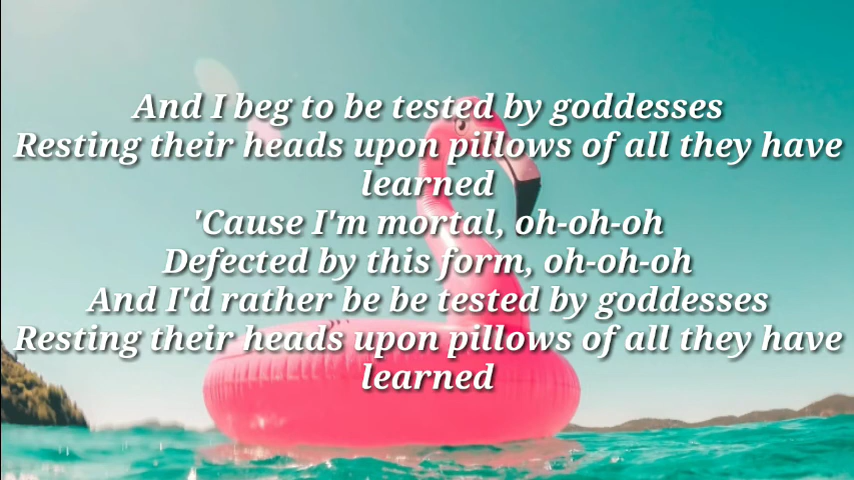 And I beg to be tested by goddesses
Resting their heads upon pillows of all they have
learned
'Cause I'm mortal, oh-oh-oh
Defected by this form, oh-oh-oh
And I'd rather be be tested by goddesses
Resting their heads upon pillows of all they have
learned